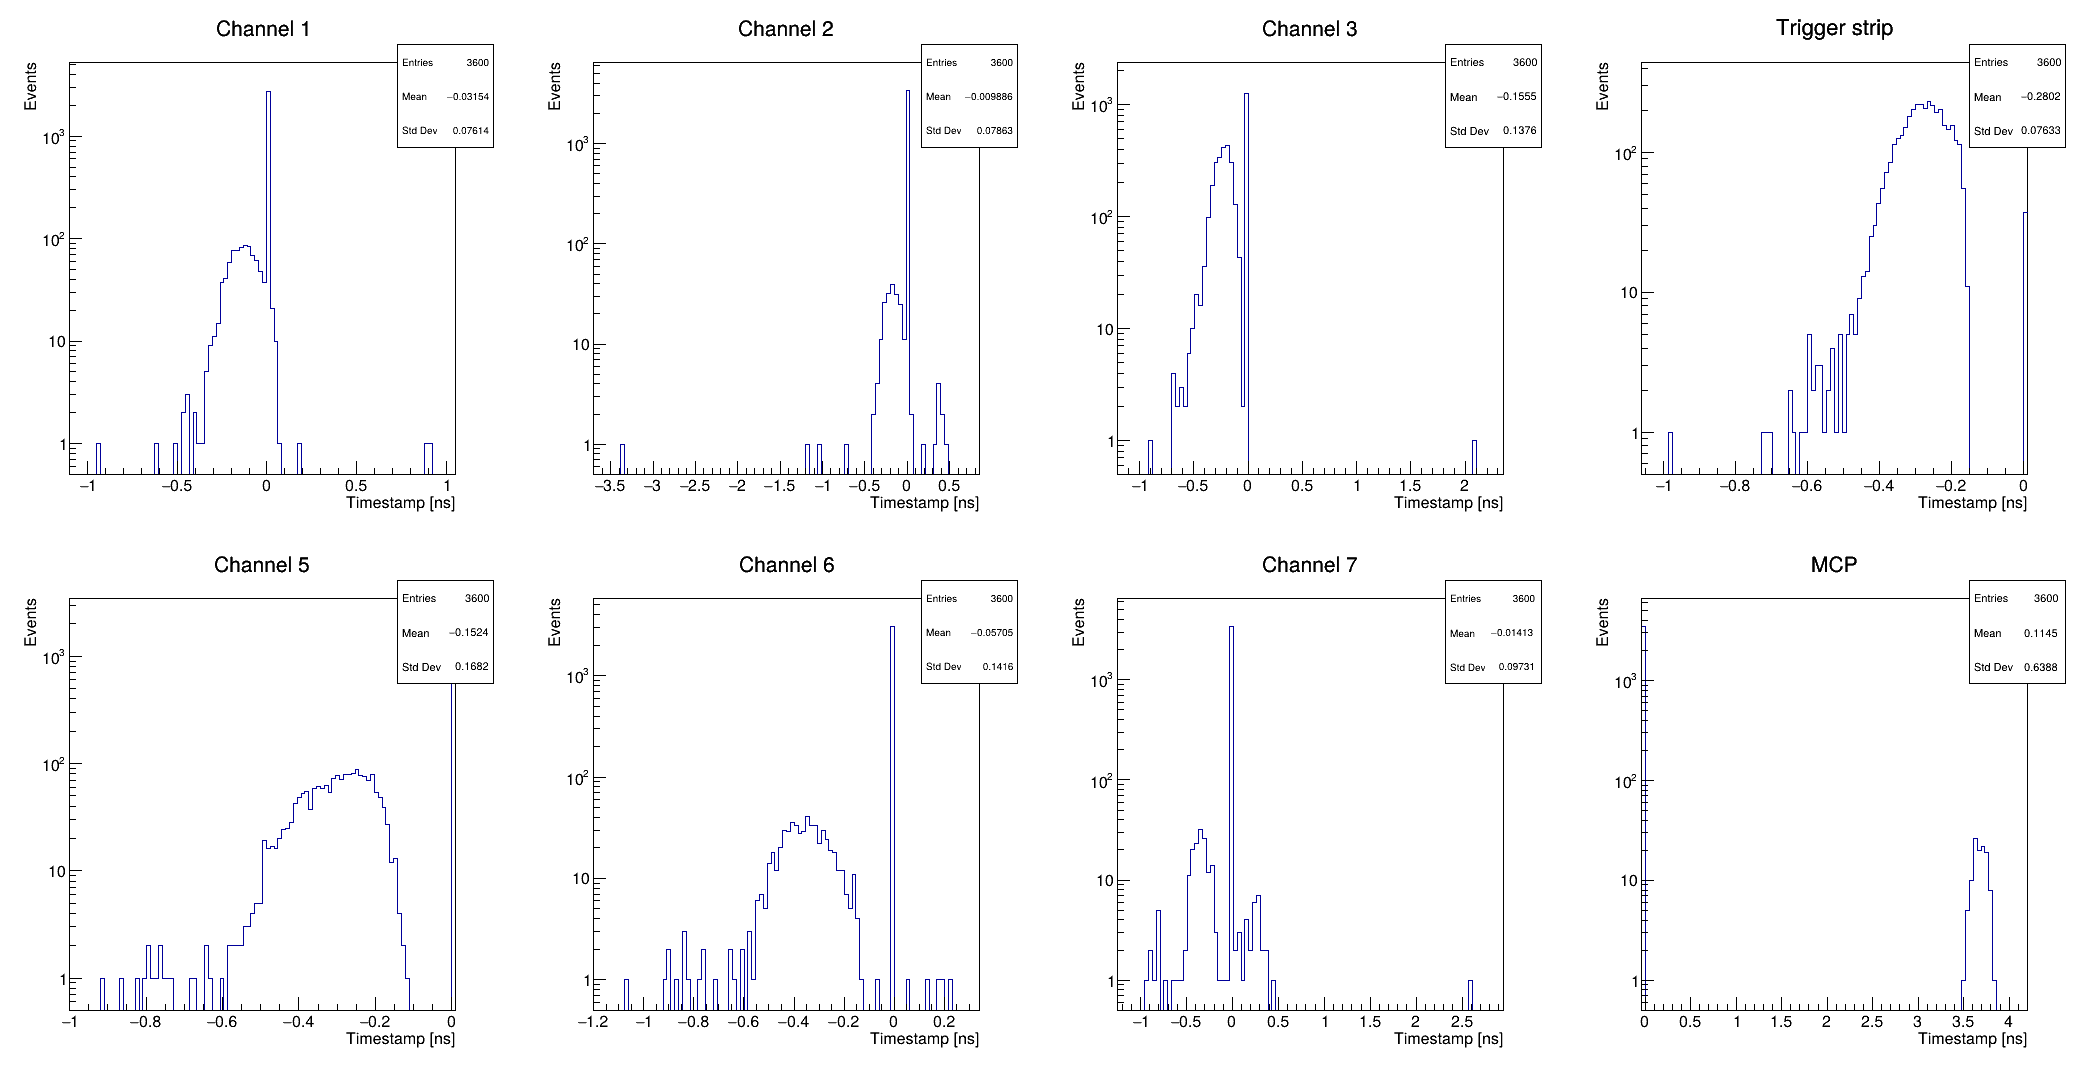 Channel 1
Events
Entries 3600
Mean −0.03154
Std Dev 0.07614
10³
10²
10
1
−1 −0.5 0 0.5 1
Timestamp [ns]
Channel 2
Events
Entries 3600
Mean −0.009886
Std Dev 0.07863
10³
10²
10
1
−3.5 −3 −2.5 −2 −1.5 −1 −0.5 0 0.5
Timestamp [ns]
Channel 3
Events
Entries 3600
Mean −0.1555
Std Dev 0.1376
10³
10²
10
1
−1 −0.5 0 0.5 1 1.5 2
Timestamp [ns]
Trigger strip
Events
Entries 3600
Mean −0.2802
Std Dev 0.07633
10²
10
1
−1 −0.8 −0.6 −0.4 −0.2 0
Timestamp [ns]
Channel 5
Events
Entries 3600
Mean −0.1524
Std Dev 0.1682
10³
10²
10
1
−1 −0.8 −0.6 −0.4 −0.2 0
Timestamp [ns]
Channel 6
Events
Entries 3600
Mean −0.05705
Std Dev 0.1416
10³
10²
10
1
−1.2 −1 −0.8 −0.6 −0.4 −0.2 0 0.2
Timestamp [ns]
Channel 7
Events
Entries 3600
Mean −0.01413
Std Dev 0.09731
10³
10²
10
1
−1 −0.5 0 0.5 1 1.5 2 2.5
Timestamp [ns]
MCP
Events
Entries 3600
Mean 0.1145
Std Dev 0.6388
10³
10²
10
1
0 0.5 1 1.5 2 2.5 3 3.5 4
Timestamp [ns]